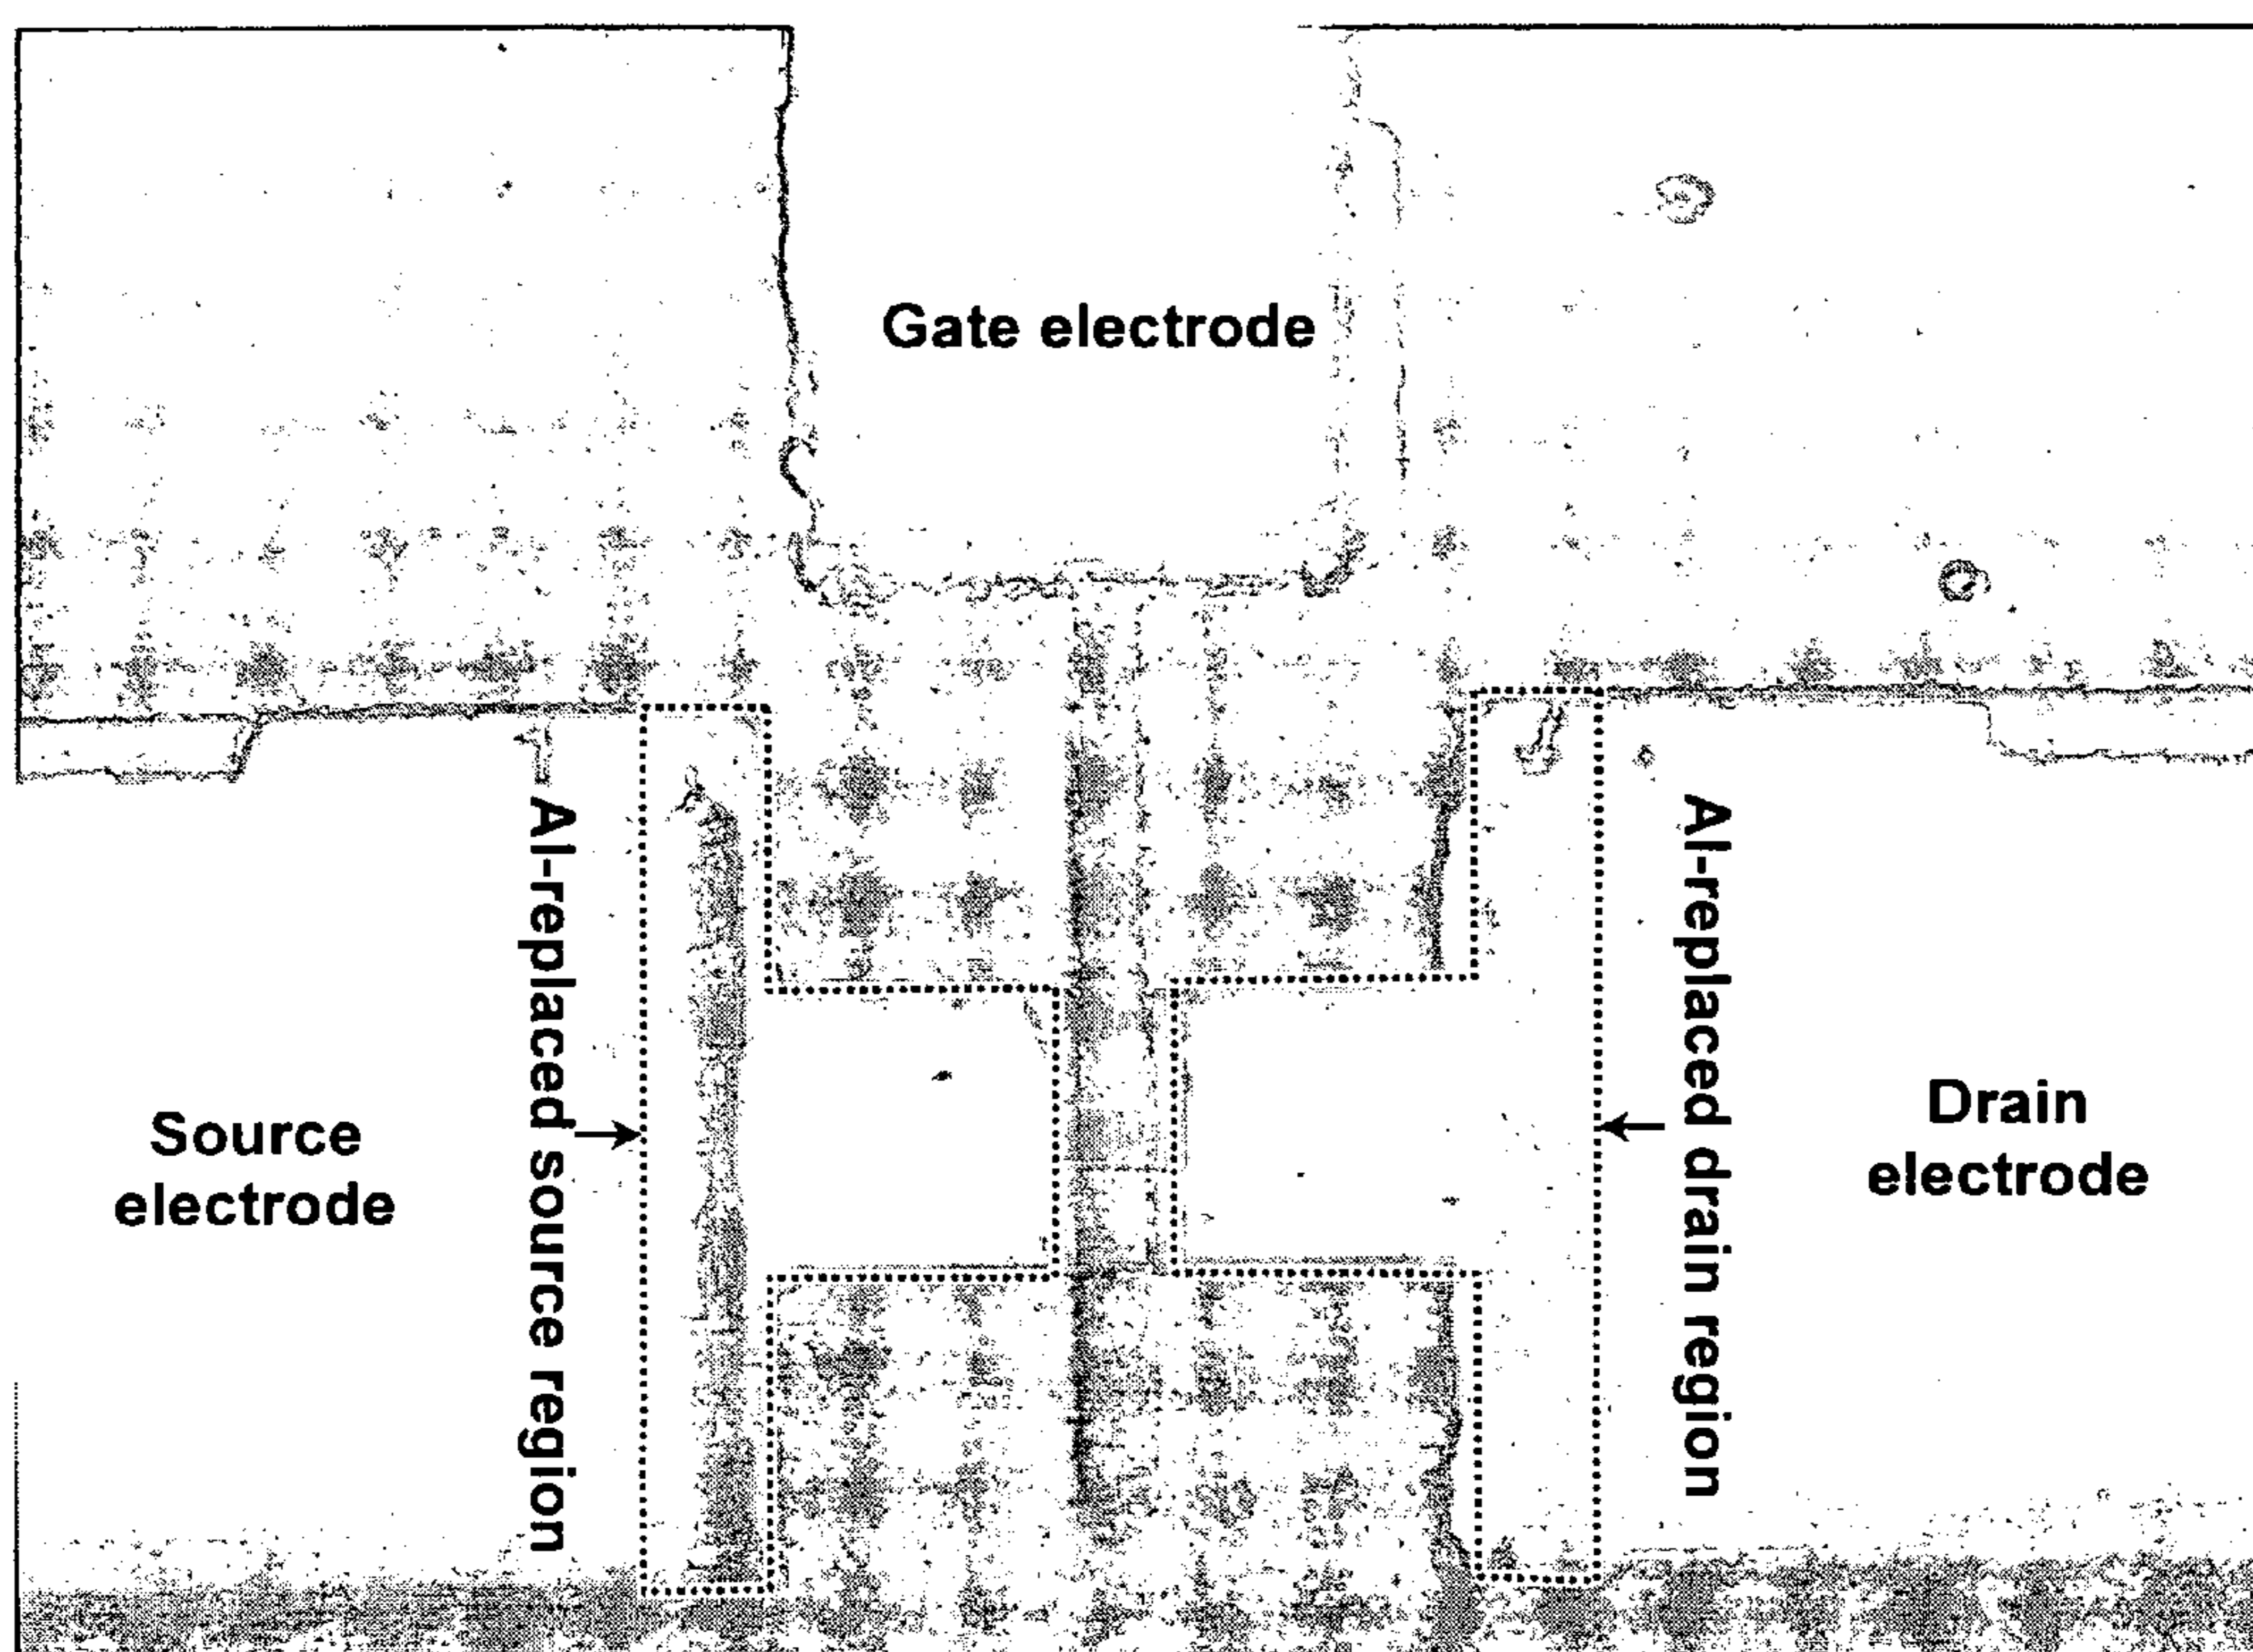 Gate electrode
Al-replaced source region
Al-replaced drain region
Source
electrode
Drain
electrode